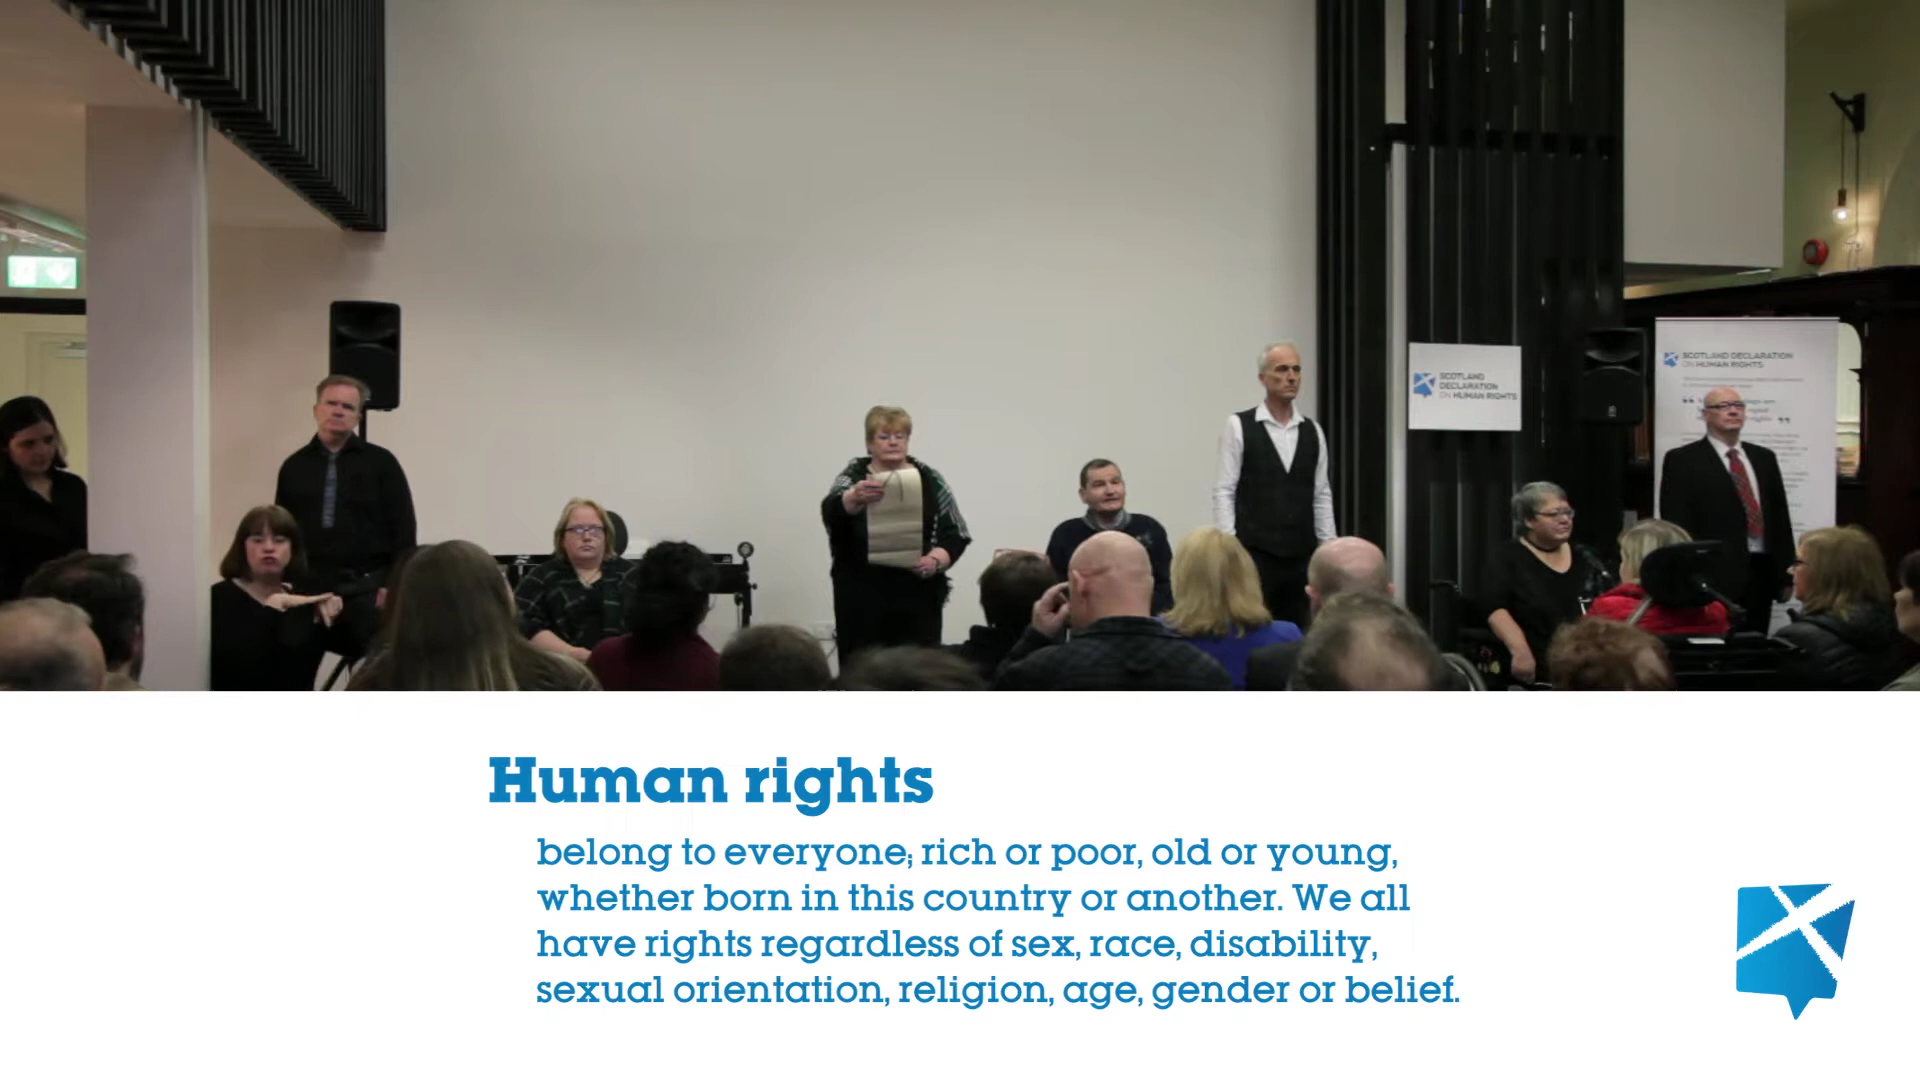 SCOTLAND
DECLARATION
ON HUMAN RIGHTS
SCOTLAND DECLARATION
ON HUMAN RIGHTS
Human rights
belong to everyone; rich or poor, old or young,
whether born in this country or another. We all
have rights regardless of sex, race, disability,
sexual orientation, religion, age, gender or belief.